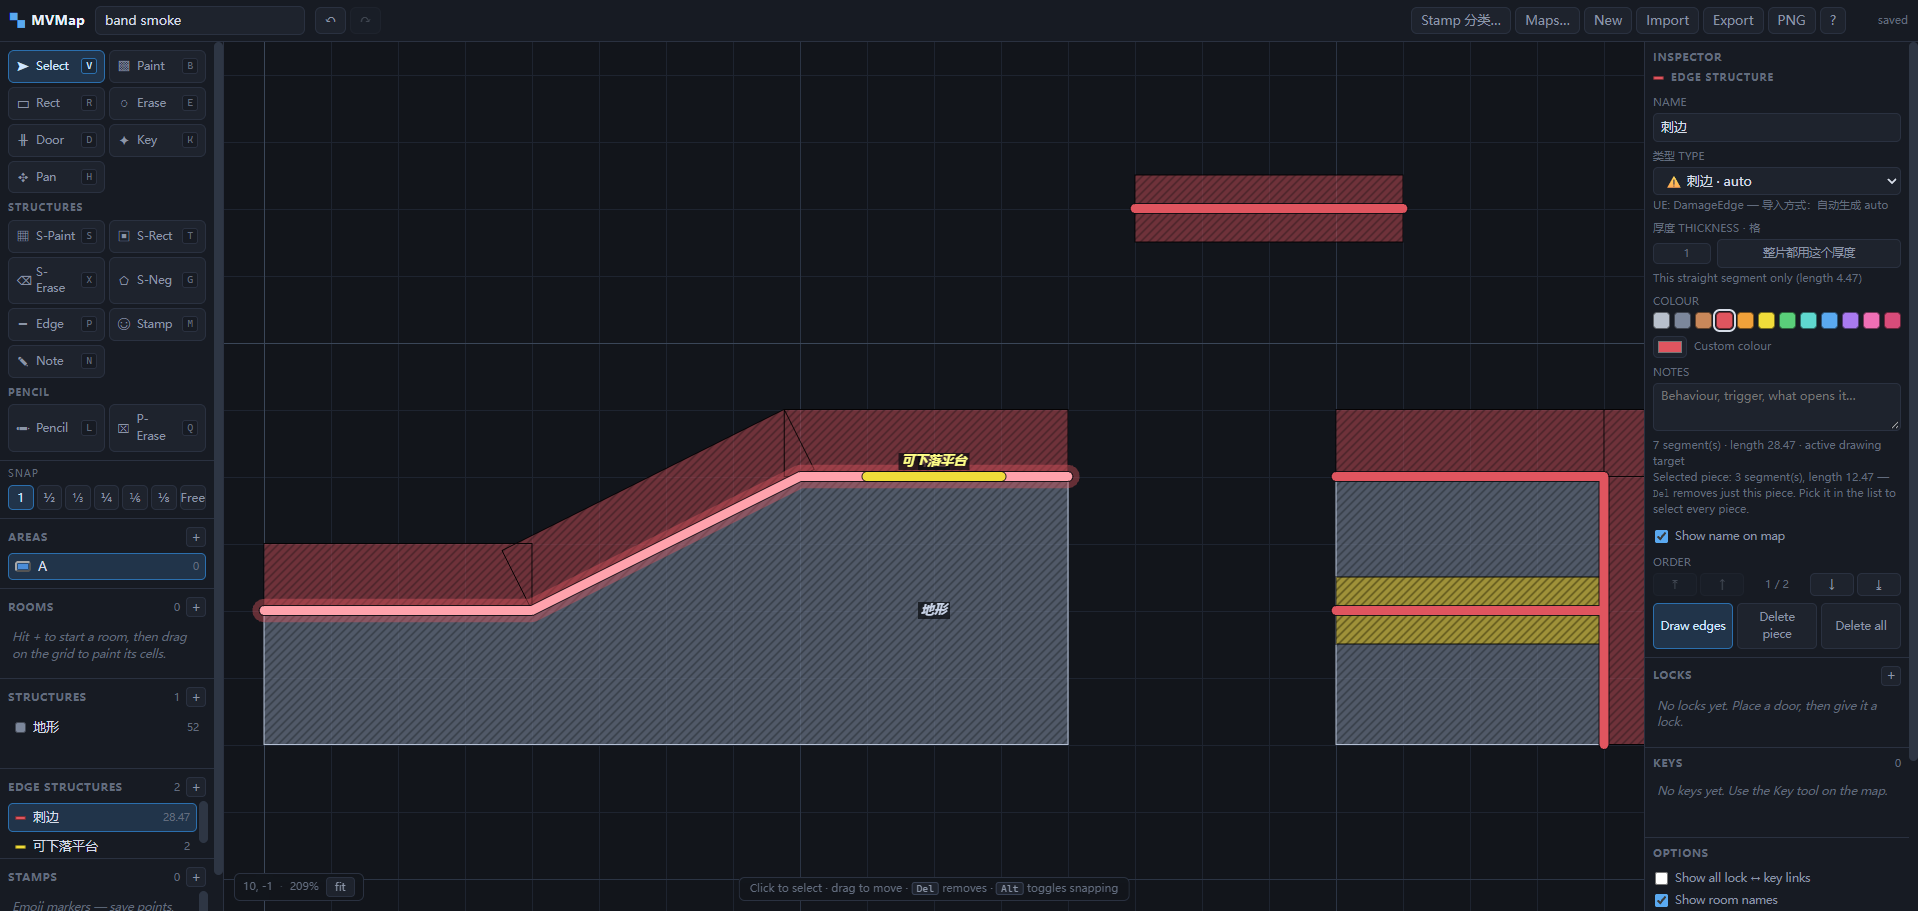 MVMap
band smoke
Stamp 分类...
Maps...
New
Import
Export
PNG
?
saved
Select V
Paint B
Rect R
Erase E
Door D
Key K
Pan H
STRUCTURES
S-Paint S
S-Rect T
S-Erase X
S-Neg G
Edge P
Stamp M
Note N
PENCIL
Pencil L
P-Erase Q
SNAP
1 ½ ⅓ ¼ ⅙ ⅛ Free
AREAS +
A 0
ROOMS 0 +
Hit + to start a room, then drag
on the grid to paint its cells.
STRUCTURES 1 +
地形 52
EDGE STRUCTURES 2 +
刺边 28.47
可下落平台 2
STAMPS 0 +
Emoji markers — save points,
可下落平台
地形
10, -1 · 209% fit
Click to select · drag to move · Del removes · Alt toggles snapping
INSPECTOR
EDGE STRUCTURE
NAME
刺边
类型 TYPE
刺边 · auto
UE: DamageEdge — 导入方式：自动生成 auto
厚度 THICKNESS · 格
1 整片都用这个厚度
This straight segment only (length 4.47)
COLOUR
Custom colour
NOTES
Behaviour, trigger, what opens it...
7 segment(s) · length 28.47 · active drawing
target
Selected piece: 3 segment(s), length 12.47 —
Del removes just this piece. Pick it in the list to
select every piece.
Show name on map
ORDER
1 / 2
Draw edges
Delete piece
Delete all
LOCKS +
No locks yet. Place a door, then give it a
lock.
KEYS 0
No keys yet. Use the Key tool on the map.
OPTIONS
Show all lock ↔ key links
Show room names